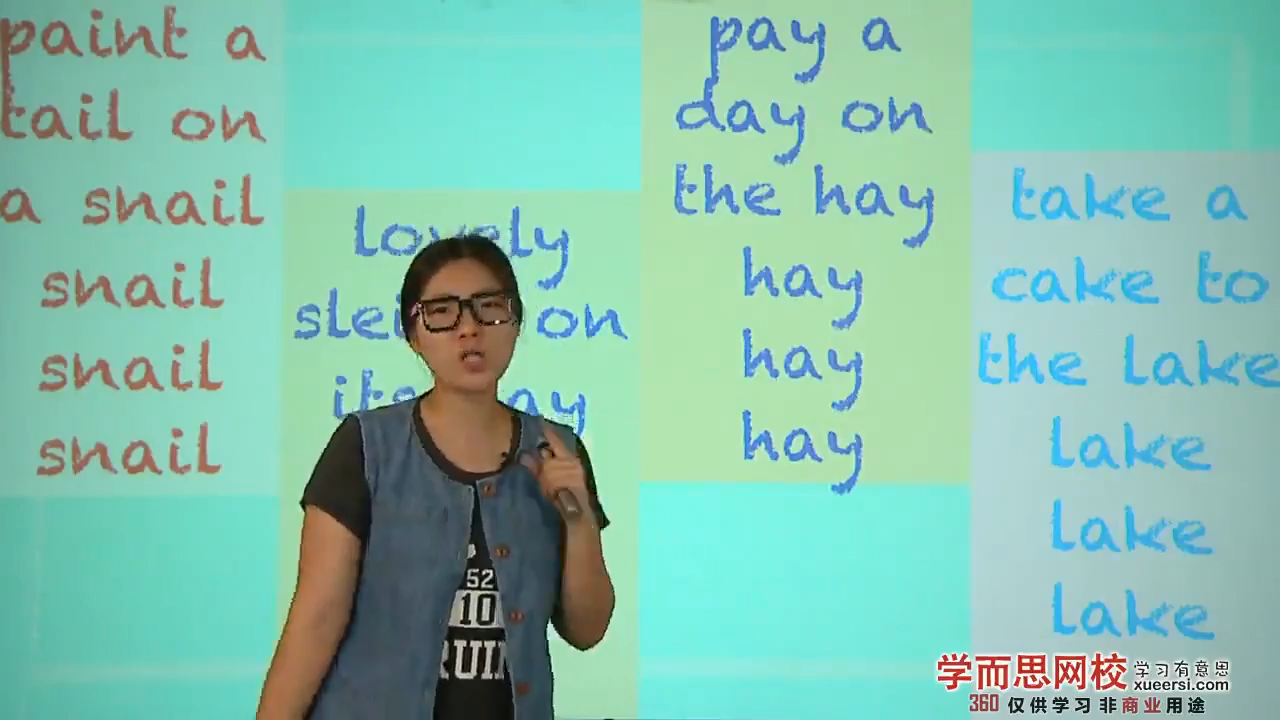 paint a
tail on
a snail
snail
snail
snail
lovely
on
pay a
day on
the hay
hay
hay
hay
take a
cake to
the lake
lake
lake
lake
52
10
学而思网校
学习有意思
xueersi.com
360 仅供学习 非商业用途